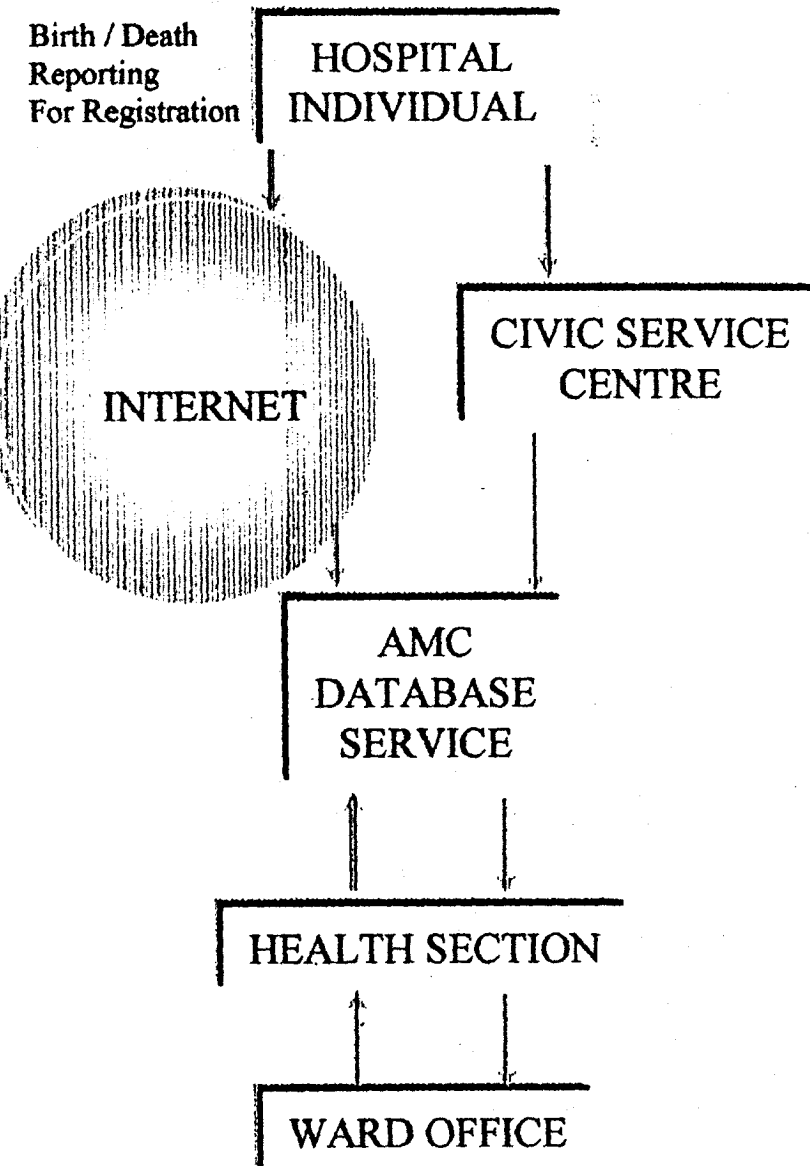 Birth / Death
Reporting
For Registration
HOSPITAL
INDIVIDUAL
CIVIC SERVICE
CENTRE
INTERNET
AMC
DATABASE
SERVICE
HEALTH SECTION
WARD OFFICE